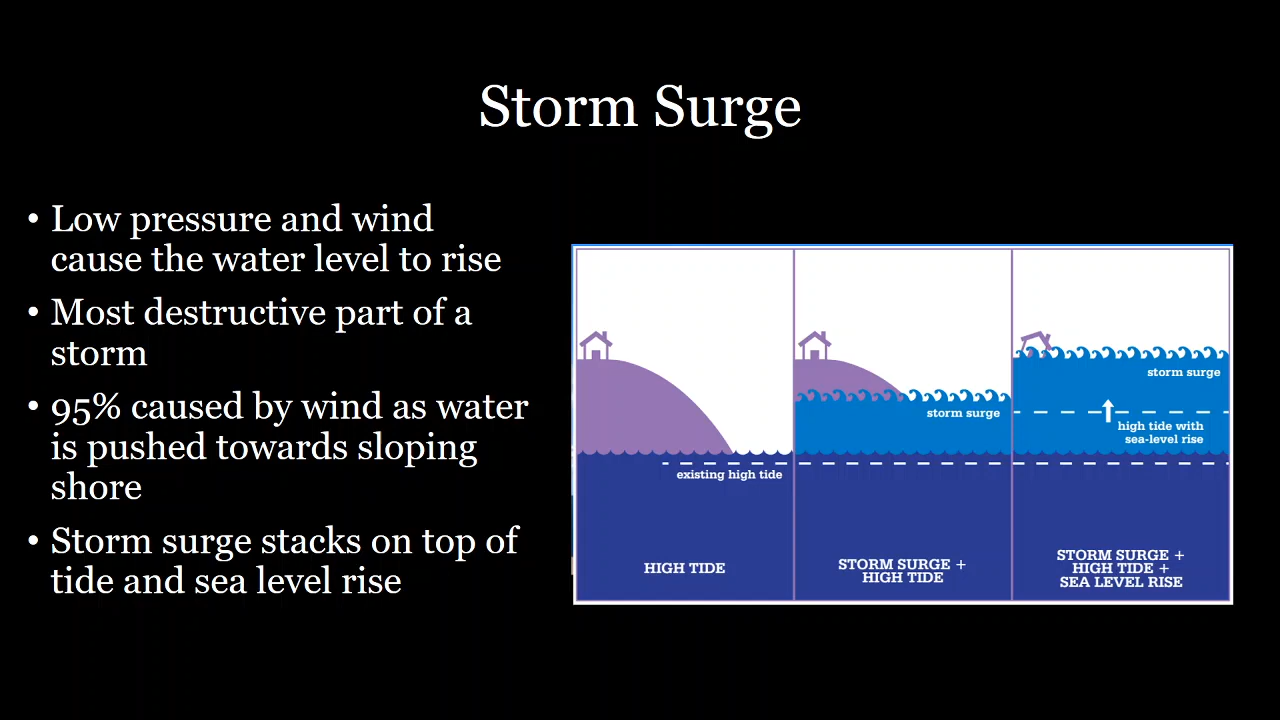 Storm Surge
• Low pressure and wind
cause the water level to rise
• Most destructive part of a
storm
• 95% caused by wind as water
is pushed towards sloping
shore
• Storm surge stacks on top of
tide and sea level rise
existing high tide
HIGH TIDE
storm surge
STORM SURGE +
HIGH TIDE
storm surge
high tide with
sea-level rise
STORM SURGE +
HIGH TIDE +
SEA LEVEL RISE